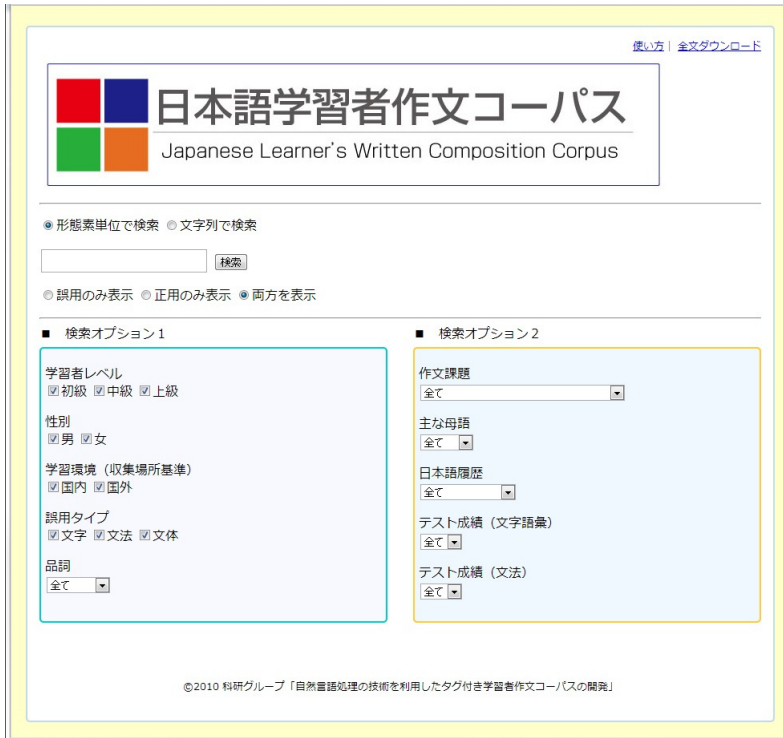 使い方｜ 全文ダウンロード
日本語学習者作文コーパス
Japanese Learner's Written Composition Corpus
形態素単位で検索 文字列で検索
検索
誤用のみ表示 正用のみ表示 両方を表示
■ 検索オプション１
学習者レベル
初級 中級 上級
性別
男 女
学習環境（収集場所基準）
国内 国外
誤用タイプ
文字 文法 文体
品詞
全て
■ 検索オプション２
作文課題
全て
主な母語
全て
日本語履歴
全て
テスト成績（文字語彙）
全て
テスト成績（文法）
全て
©2010 科研グループ「自然言語処理の技術を利用したタグ付き学習者作文コーパスの開発」